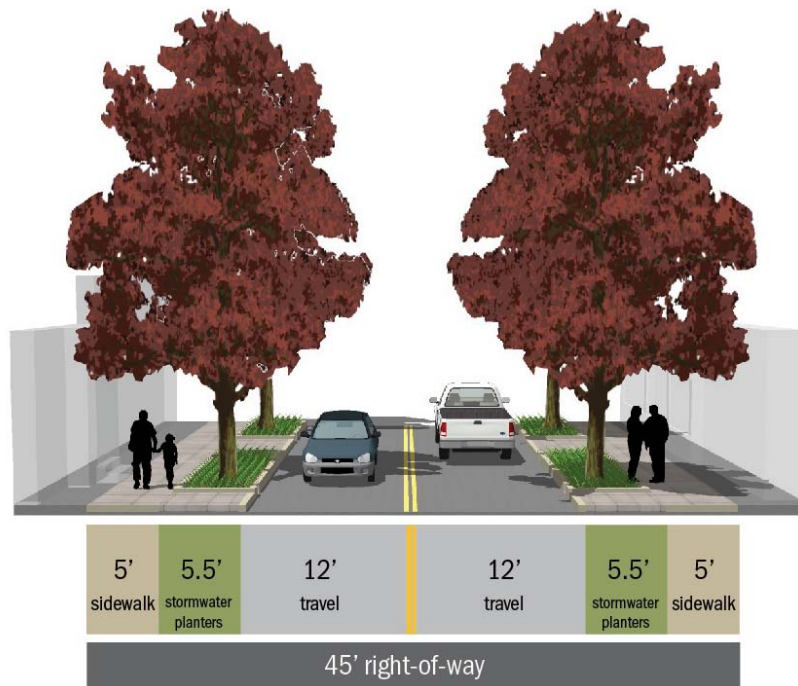 5’
sidewalk
5.5’
stormwater
planters
12’
travel
12’
travel
5.5’
stormwater
planters
5’
sidewalk
45’ right-of-way